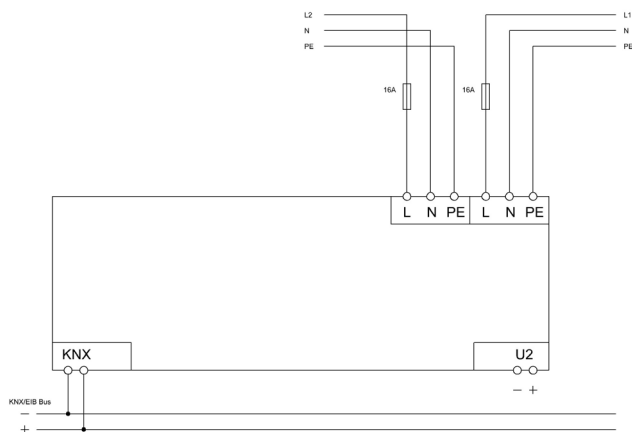 L2
L1
N
N
PE
PE
16A
16A
L N PE L N PE
KNX
U2
− +
KNX/EIB Bus
−
+